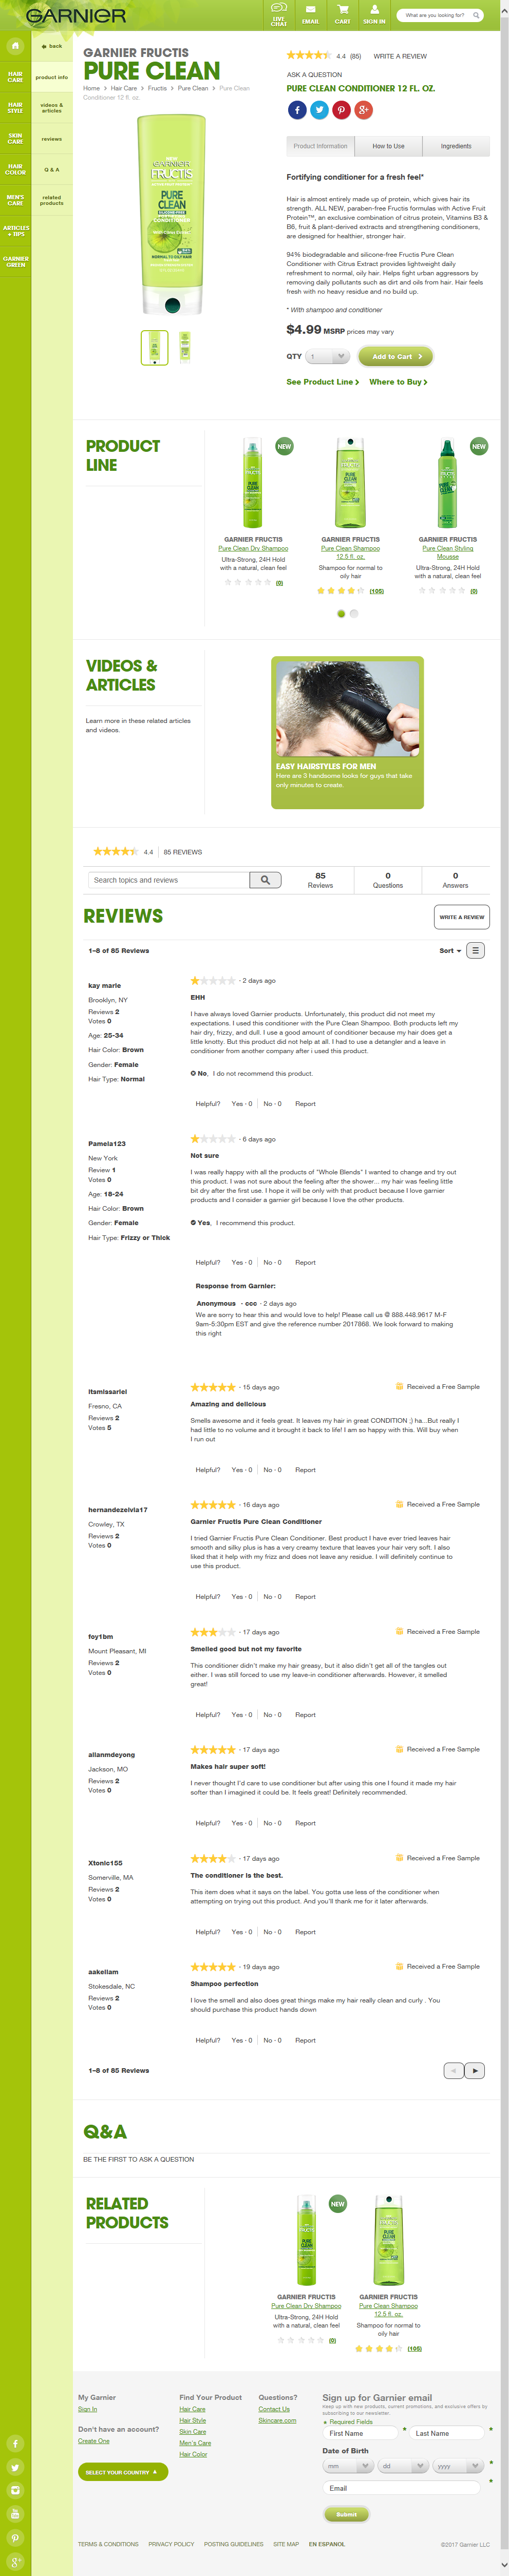 GARNIER
LIVE CHAT
EMAIL
CART
SIGN IN
What are you looking for?
HAIR CARE
HAIR STYLE
SKIN CARE
HAIR COLOR
MEN'S CARE
ARTICLES + TIPS
GARNIER GREEN
back
product info
videos & articles
reviews
Q & A
related products
GARNIER FRUCTIS
PURE CLEAN
Home > Hair Care > Fructis > Pure Clean > Pure Clean
Conditioner 12 fl. oz.
GARNIER
FRUCTIS
PURE
CLEAN
4.4 (85) WRITE A REVIEW
ASK A QUESTION
PURE CLEAN CONDITIONER 12 FL. OZ.
Product Information
How to Use
Ingredients
Fortifying conditioner for a fresh feel*
Hair is almost entirely made up of protein, which gives hair its
strength. ALL NEW, paraben-free Fructis formulas with Active Fruit
Protein™, an exclusive combination of citrus protein, Vitamins B3 &
B6, fruit & plant-derived extracts and strengthening conditioners,
are designed for healthier, stronger hair.
94% biodegradable and silicone-free Fructis Pure Clean
Conditioner with Citrus Extract provides lightweight daily
refreshment to normal, oily hair. Helps fight urban aggressors by
removing daily pollutants such as dirt and oils from hair. Hair feels
fresh with no heavy residue and no build up.
* With shampoo and conditioner
$4.99 MSRP prices may vary
QTY 1 Add to Cart >
See Product Line > Where to Buy >
PRODUCT
LINE
NEW
GARNIER FRUCTIS
Pure Clean Dry Shampoo
Ultra-Strong, 24H Hold
with a natural, clean feel
(0)
GARNIER FRUCTIS
Pure Clean Shampoo
12.5 fl. oz.
Shampoo for normal to
oily hair
(105)
NEW
GARNIER FRUCTIS
Pure Clean Styling
Mousse
Ultra-Strong, 24H Hold
with a natural, clean feel
(0)
VIDEOS &
ARTICLES
Learn more in these related articles
and videos.
EASY HAIRSTYLES FOR MEN
Here are 3 handsome looks for guys that take
only minutes to create.
4.4 85 REVIEWS
Search topics and reviews
85
Reviews
0
Questions
0
Answers
REVIEWS
WRITE A REVIEW
1–8 of 85 Reviews
Sort
kay marie
Brooklyn, NY
Reviews 2
Votes 0
Age: 25-34
Hair Color: Brown
Gender: Female
Hair Type: Normal
· 2 days ago
EHH
I have always loved Garnier products. Unfortunately, this product did not meet my
expectations. I used this conditioner with the Pure Clean Shampoo. Both products left my
hair dry, frizzy, and dull. I use a good amount of conditioner because my hair does get a
little knotty. But this product did not help at all. I had to use a detangler and a leave in
conditioner from another company after i used this product.
No, I do not recommend this product.
Helpful? Yes · 0 No · 0 Report
Pamela123
New York
Review 1
Votes 0
Age: 18-24
Hair Color: Brown
Gender: Female
Hair Type: Frizzy or Thick
· 6 days ago
Not sure
I was really happy with all the products of "Whole Blends" I wanted to change and try out
this product. I was not sure about the feeling after the shower... my hair was feeling little
bit dry after the first use. I hope it will be only with that product because I love garnier
products and I consider a garnier girl because I love the other products.
Yes, I recommend this product.
Helpful? Yes · 0 No · 0 Report
Response from Garnier:
Anonymous · ccc · 2 days ago
We are sorry to hear this and would love to help! Please call us @ 888.448.9617 M-F
9am-5:30pm EST and give the reference number 2017868. We look forward to making
this right
Itsmissariel
Fresno, CA
Reviews 2
Votes 5
· 15 days ago
Received a Free Sample
Amazing and delicious
Smells awesome and it feels great. It leaves my hair in great CONDITION ;) ha...But really I
had little to no volume and it brought it back to life! I am so happy with this. Will buy when
I run out
Helpful? Yes · 0 No · 0 Report
hernandezelvia17
Crowley, TX
Reviews 2
Votes 0
· 16 days ago
Received a Free Sample
Garnier Fructis Pure Clean Conditioner
I tried Garnier Fructis Pure Clean Conditioner. Best product I have ever tried leaves hair
smooth and silky plus is has a very creamy texture that leaves your hair very soft. I also
liked that it help with my frizz and does not leave any residue. I will definitely continue to
use this product.
Helpful? Yes · 0 No · 0 Report
foy1bm
Mount Pleasant, MI
Reviews 2
Votes 0
· 17 days ago
Received a Free Sample
Smelled good but not my favorite
This conditioner didn't make my hair greasy, but it also didn't get all of the tangles out
either. I was still forced to use my leave-in conditioner afterwards. However, it smelled
great!
Helpful? Yes · 0 No · 0 Report
allanmdeyong
Jackson, MO
Reviews 2
Votes 0
· 17 days ago
Received a Free Sample
Makes hair super soft!
I never thought I'd care to use conditioner but after using this one I found it made my hair
softer than I imagined it could be. It feels great! Definitely recommended.
Helpful? Yes · 0 No · 0 Report
Xtonic155
Somerville, MA
Reviews 2
Votes 0
· 17 days ago
Received a Free Sample
The conditioner is the best.
This item does what it says on the label. You gotta use less of the conditioner when
attempting on trying out this product. And you'll thank me for it later afterwards.
Helpful? Yes · 0 No · 0 Report
aakellam
Stokesdale, NC
Reviews 2
Votes 0
· 19 days ago
Received a Free Sample
Shampoo perfection
I love the smell and also does great things make my hair really clean and curly . You
should purchase this product hands down
Helpful? Yes · 0 No · 0 Report
1–8 of 85 Reviews
Q&A
BE THE FIRST TO ASK A QUESTION
RELATED
PRODUCTS
NEW
GARNIER FRUCTIS
Pure Clean Dry Shampoo
Ultra-Strong, 24H Hold
with a natural, clean feel
(0)
GARNIER FRUCTIS
Pure Clean Shampoo
12.5 fl. oz.
Shampoo for normal to
oily hair
(105)
My Garnier
Sign In
Don't have an account?
Create One
SELECT YOUR COUNTRY
Find Your Product
Hair Care
Hair Style
Skin Care
Men's Care
Hair Color
Questions?
Contact Us
Skincare.com
Sign up for Garnier email
Keep up with new products, current promotions, and exclusive offers by
subscribing to our newsletter.
* Required Fields
First Name * Last Name *
Date of Birth
mm dd yyyy *
Email *
Submit
TERMS & CONDITIONS PRIVACY POLICY POSTING GUIDELINES SITE MAP EN ESPANOL
©2017 Garnier LLC